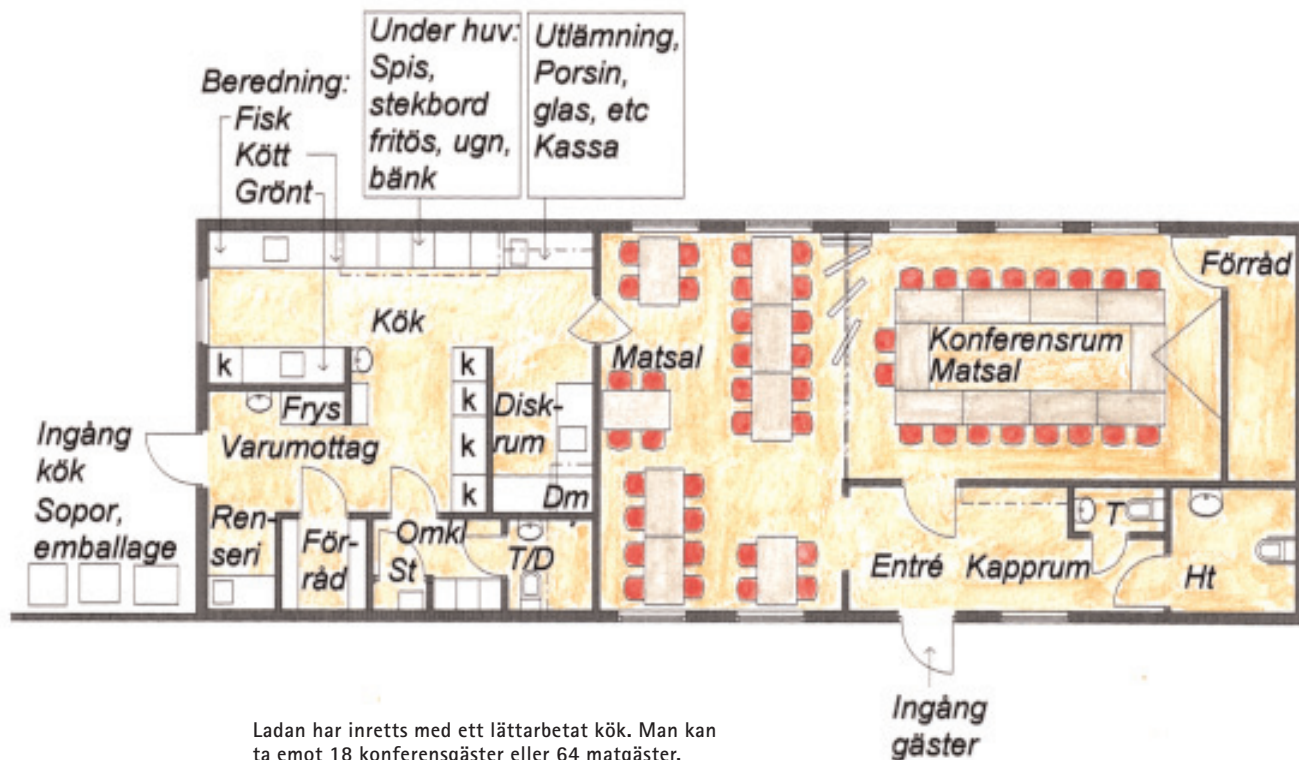 Under huv:
Spis,
stekbord
fritös, ugn,
bänk
Utlämning,
Porsin,
glas, etc
Kassa
Beredning:
Fisk
Kött
Grönt
Kök
Matsal
Konferensrum
Matsal
Förråd
k
k
k
k
k
Frys
Disk-
rum
Dm
Varumottag
Ingång
kök
Sopor,
emballage
Ren-
seri
För-
råd
Omkl
St
T/D
Entré
Kapprum
T
Ht
Ingång
gäster
Ladan har inretts med ett lättarbetat kök. Man kan
ta emot 18 konferensgäster eller 64 matgäster.